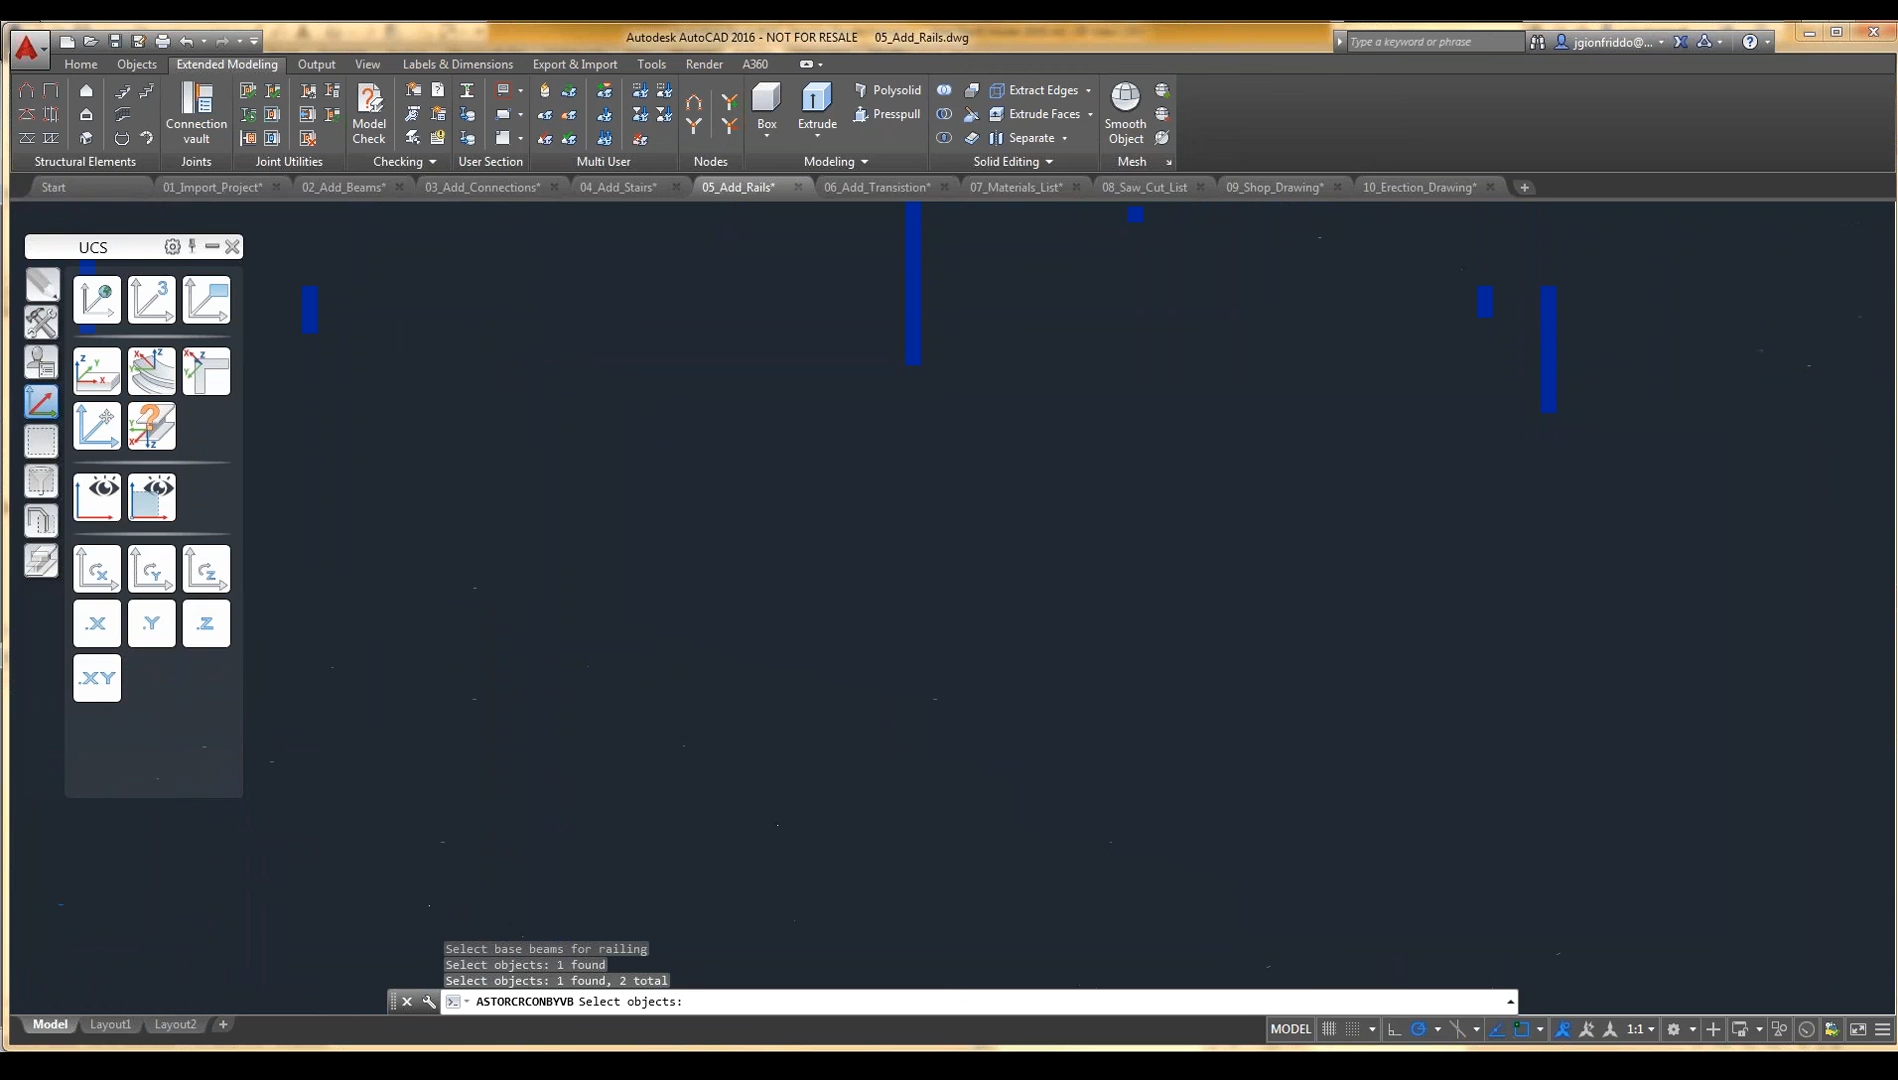 Autodesk AutoCAD 2016 - NOT FOR RESALE 05_Add_Rails.dwg
Type a keyword or phrase
jgionfriddo@...
Home Objects Extended Modeling Output View Labels & Dimensions Export & Import Tools Render A360
Connection vault
Model Check
Box
Extrude
Polysolid
Presspull
Extract Edges
Extrude Faces
Separate
Smooth Object
Structural Elements Joints Joint Utilities Checking User Section Multi User Nodes Modeling Solid Editing Mesh
Start 01_Import_Project* 02_Add_Beams* 03_Add_Connections* 04_Add_Stairs* 05_Add_Rails* 06_Add_Transistion* 07_Materials_List* 08_Saw_Cut_List 09_Shop_Drawing* 10_Erection_Drawing*
UCS
3
Z Y X
X Z Y
X Z Y
Y X Z
X Y Z
.X .Y .Z
.XY
Select base beams for railing
Select objects: 1 found
Select objects: 1 found, 2 total
ASTORCRCONBYVB Select objects:
Model Layout1 Layout2
MODEL 1:1